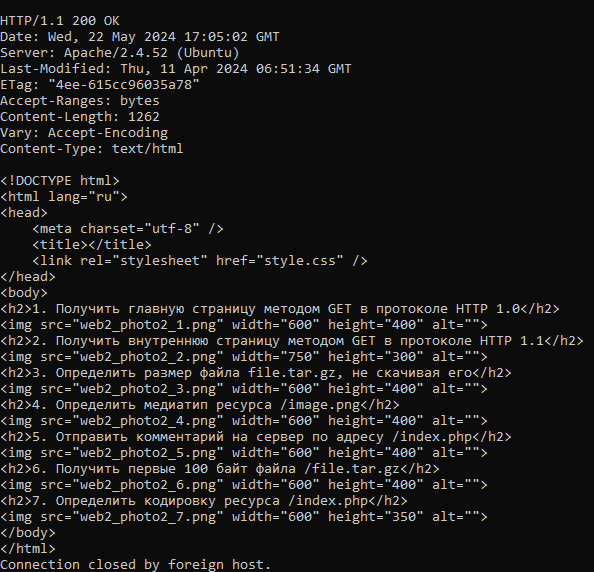 HTTP/1.1 200 OK
Date: Wed, 22 May 2024 17:05:02 GMT
Server: Apache/2.4.52 (Ubuntu)
Last-Modified: Thu, 11 Apr 2024 06:51:34 GMT
ETag: "4ee-615cc96035a78"
Accept-Ranges: bytes
Content-Length: 1262
Vary: Accept-Encoding
Content-Type: text/html

<!DOCTYPE html>
<html lang="ru">
<head>
    <meta charset="utf-8" />
    <title></title>
    <link rel="stylesheet" href="style.css" />
</head>
<body>
<h2>1. Получить главную страницу методом GET в протоколе HTTP 1.0</h2>
<img src="web2_photo2_1.png" width="600" height="400" alt="">
<h2>2. Получить внутреннюю страницу методом GET в протоколе HTTP 1.1</h2>
<img src="web2_photo2_2.png" width="750" height="300" alt="">
<h2>3. Определить размер файла file.tar.gz, не скачивая его</h2>
<img src="web2_photo2_3.png" width="600" height="400" alt="">
<h2>4. Определить медиатип ресурса /image.png</h2>
<img src="web2_photo2_4.png" width="600" height="400" alt="">
<h2>5. Отправить комментарий на сервер по адресу /index.php</h2>
<img src="web2_photo2_5.png" width="600" height="400" alt="">
<h2>6. Получить первые 100 байт файла /file.tar.gz</h2>
<img src="web2_photo2_6.png" width="600" height="400" alt="">
<h2>7. Определить кодировку ресурса /index.php</h2>
<img src="web2_photo2_7.png" width="600" height="350" alt="">
</body>
</html>
Connection closed by foreign host.